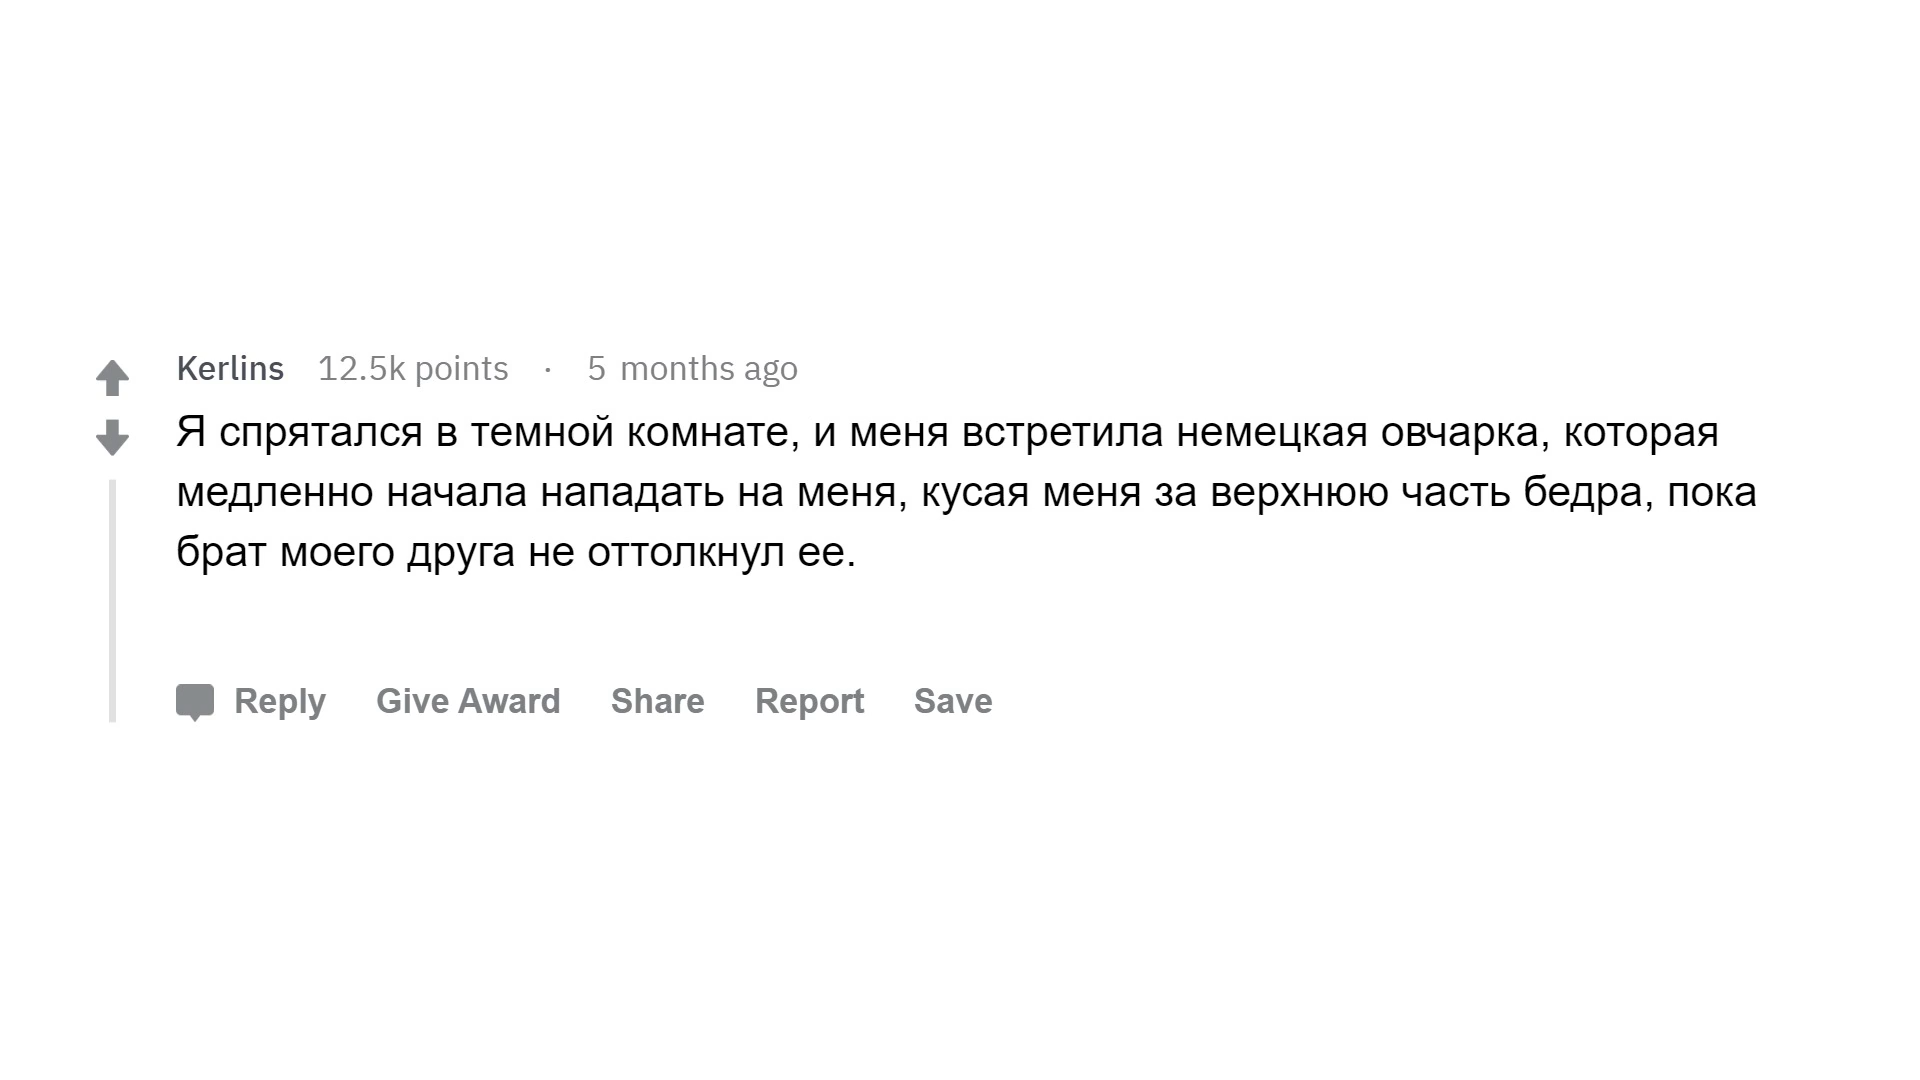 Kerlins 12.5k points · 5 months ago
Я спрятался в темной комнате, и меня встретила немецкая овчарка, которая
медленно начала нападать на меня, кусая меня за верхнюю часть бедра, пока
брат моего друга не оттолкнул ее.
Reply Give Award Share Report Save